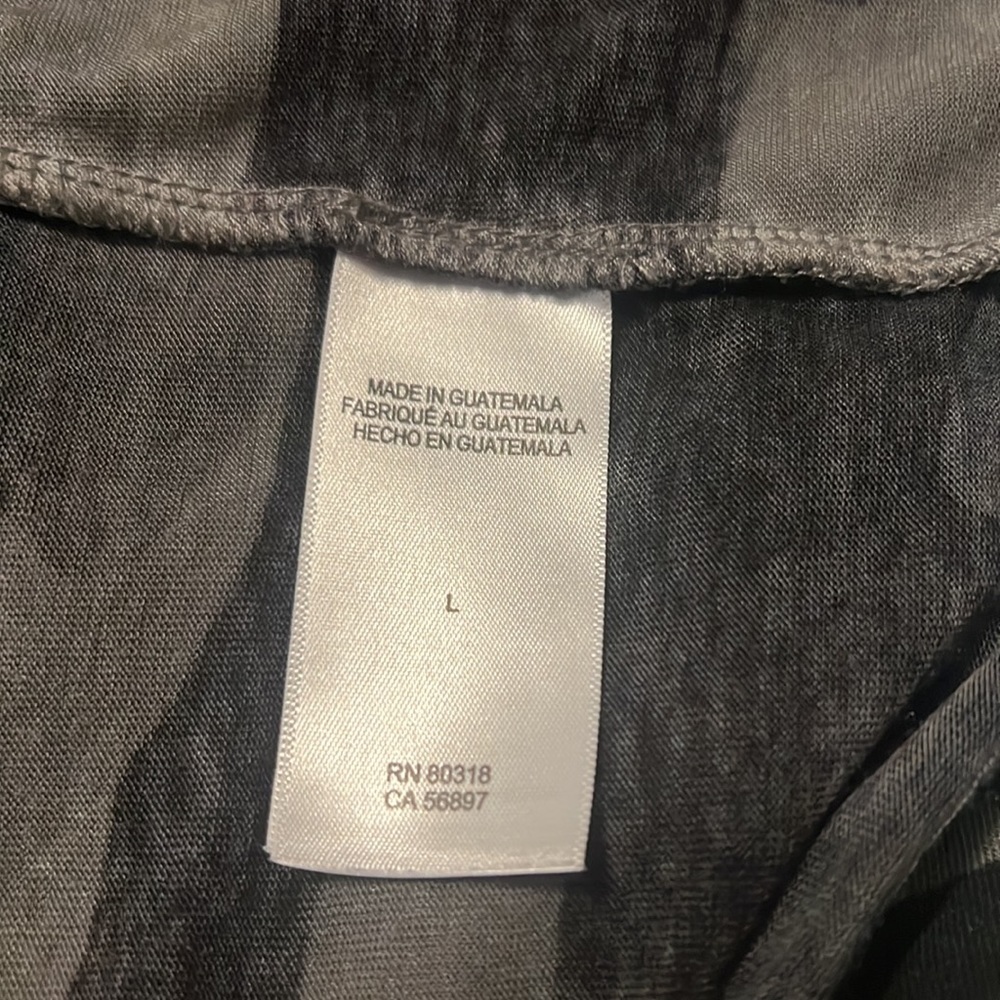 MADE IN GUATEMALA
FABRIQUÉ AU GUATEMALA
HECHO EN GUATEMALA
L
RN 80318
CA 56897